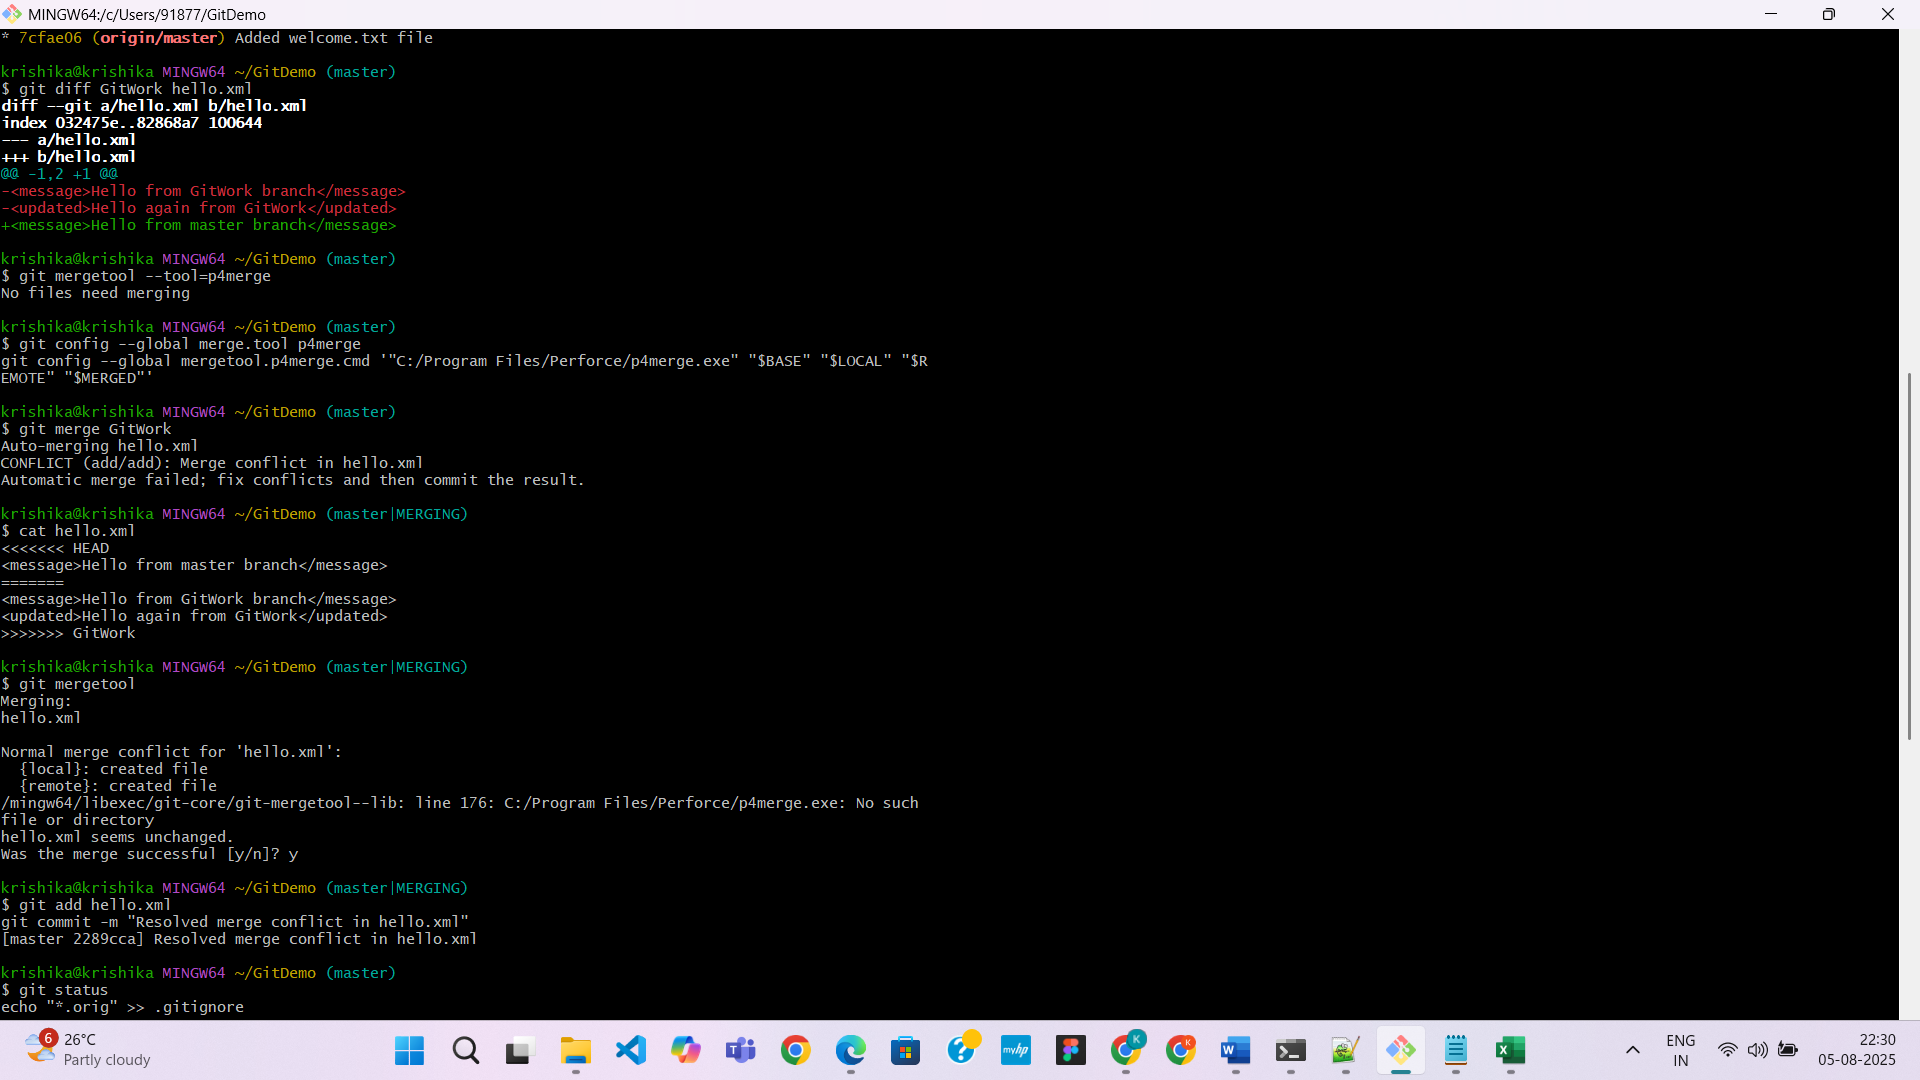 MINGW64:/c/Users/91877/GitDemo
* 7cfae06 (origin/master) Added welcome.txt file
krishika@krishika MINGW64 ~/GitDemo (master)
$ git diff GitWork hello.xml
diff --git a/hello.xml b/hello.xml
index 032475e..82868a7 100644
--- a/hello.xml
+++ b/hello.xml
@@ -1,2 +1 @@
-<message>Hello from GitWork branch</message>
-<updated>Hello again from GitWork</updated>
+<message>Hello from master branch</message>
krishika@krishika MINGW64 ~/GitDemo (master)
$ git mergetool --tool=p4merge
No files need merging
krishika@krishika MINGW64 ~/GitDemo (master)
$ git config --global merge.tool p4merge
git config --global mergetool.p4merge.cmd '"C:/Program Files/Perforce/p4merge.exe" "$BASE" "$LOCAL" "$R
EMOTE" "$MERGED"'
krishika@krishika MINGW64 ~/GitDemo (master)
$ git merge GitWork
Auto-merging hello.xml
CONFLICT (add/add): Merge conflict in hello.xml
Automatic merge failed; fix conflicts and then commit the result.
krishika@krishika MINGW64 ~/GitDemo (master|MERGING)
$ cat hello.xml
<<<<<<< HEAD
<message>Hello from master branch</message>
=======
<message>Hello from GitWork branch</message>
<updated>Hello again from GitWork</updated>
>>>>>>> GitWork
krishika@krishika MINGW64 ~/GitDemo (master|MERGING)
$ git mergetool
Merging:
hello.xml
Normal merge conflict for 'hello.xml':
  {local}: created file
  {remote}: created file
/mingw64/libexec/git-core/git-mergetool--lib: line 176: C:/Program Files/Perforce/p4merge.exe: No such
file or directory
hello.xml seems unchanged.
Was the merge successful [y/n]? y
krishika@krishika MINGW64 ~/GitDemo (master|MERGING)
$ git add hello.xml
git commit -m "Resolved merge conflict in hello.xml"
[master 2289cca] Resolved merge conflict in hello.xml
krishika@krishika MINGW64 ~/GitDemo (master)
$ git status
echo "*.orig" >> .gitignore
6
26°C
Partly cloudy
myhp
K
K
ENG
IN
22:30
05-08-2025